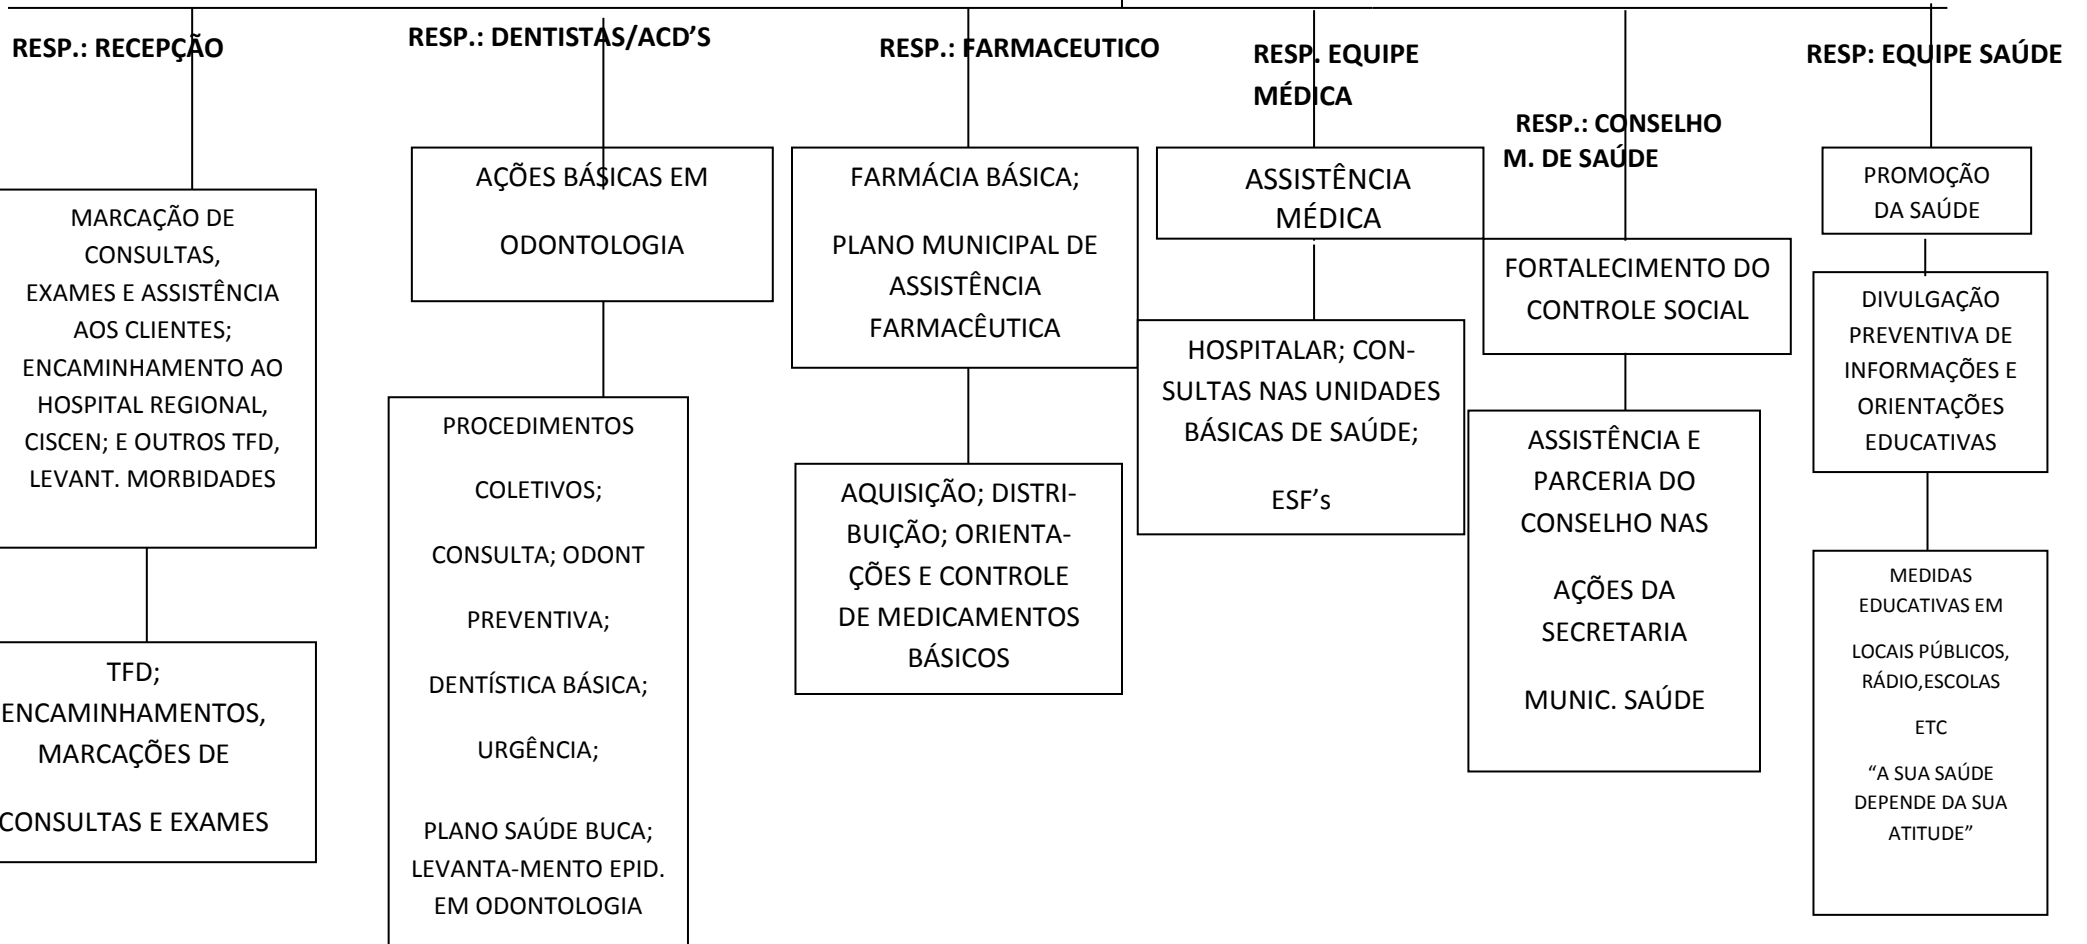 RESP.: RECEPÇÃO
MARCAÇÃO DE
CONSULTAS,
EXAMES E ASSISTÊNCIA
AOS CLIENTES;
ENCAMINHAMENTO AO
HOSPITAL REGIONAL,
CISCEN; E OUTROS TFD,
LEVANT. MORBIDADES
TFD;
ENCAMINHAMENTOS,
MARCAÇÕES DE
CONSULTAS E EXAMES
RESP.: DENTISTAS/ACD’S
AÇÕES BÁSICAS EM
ODONTOLOGIA
PROCEDIMENTOS
COLETIVOS;
CONSULTA; ODONT
PREVENTIVA;
DENTÍSTICA BÁSICA;
URGÊNCIA;
PLANO SAÚDE BUCA;
LEVANTA-MENTO EPID.
EM ODONTOLOGIA
RESP.: FARMACEUTICO
FARMÁCIA BÁSICA;
PLANO MUNICIPAL DE
ASSISTÊNCIA
FARMACÊUTICA
AQUISIÇÃO; DISTRI-
BUIÇÃO; ORIENTA-
ÇÕES E CONTROLE
DE MEDICAMENTOS
BÁSICOS
RESP. EQUIPE
MÉDICA
ASSISTÊNCIA
MÉDICA
HOSPITALAR; CON-
SULTAS NAS UNIDADES
BÁSICAS DE SAÚDE;
ESF’s
RESP.: CONSELHO
M. DE SAÚDE
FORTALECIMENTO DO
CONTROLE SOCIAL
ASSISTÊNCIA E
PARCERIA DO
CONSELHO NAS
AÇÕES DA
SECRETARIA
MUNIC. SAÚDE
RESP: EQUIPE SAÚDE
PROMOÇÃO
DA SAÚDE
DIVULGAÇÃO
PREVENTIVA DE
INFORMAÇÕES E
ORIENTAÇÕES
EDUCATIVAS
MEDIDAS
EDUCATIVAS EM
LOCAIS PÚBLICOS,
RÁDIO,ESCOLAS
ETC
“A SUA SAÚDE
DEPENDE DA SUA
ATITUDE”